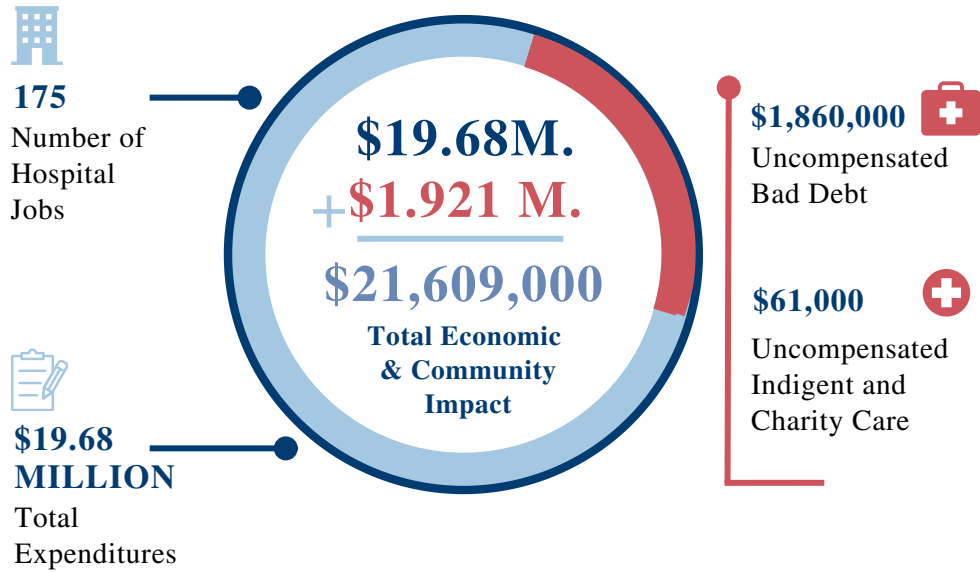 175
Number of
Hospital
Jobs
$19.68
MILLION
Total
Expenditures
$19.68M.
+$1.921 M.
$21,609,000
Total Economic
& Community
Impact
$1,860,000
Uncompensated
Bad Debt
$61,000
Uncompensated
Indigent and
Charity Care